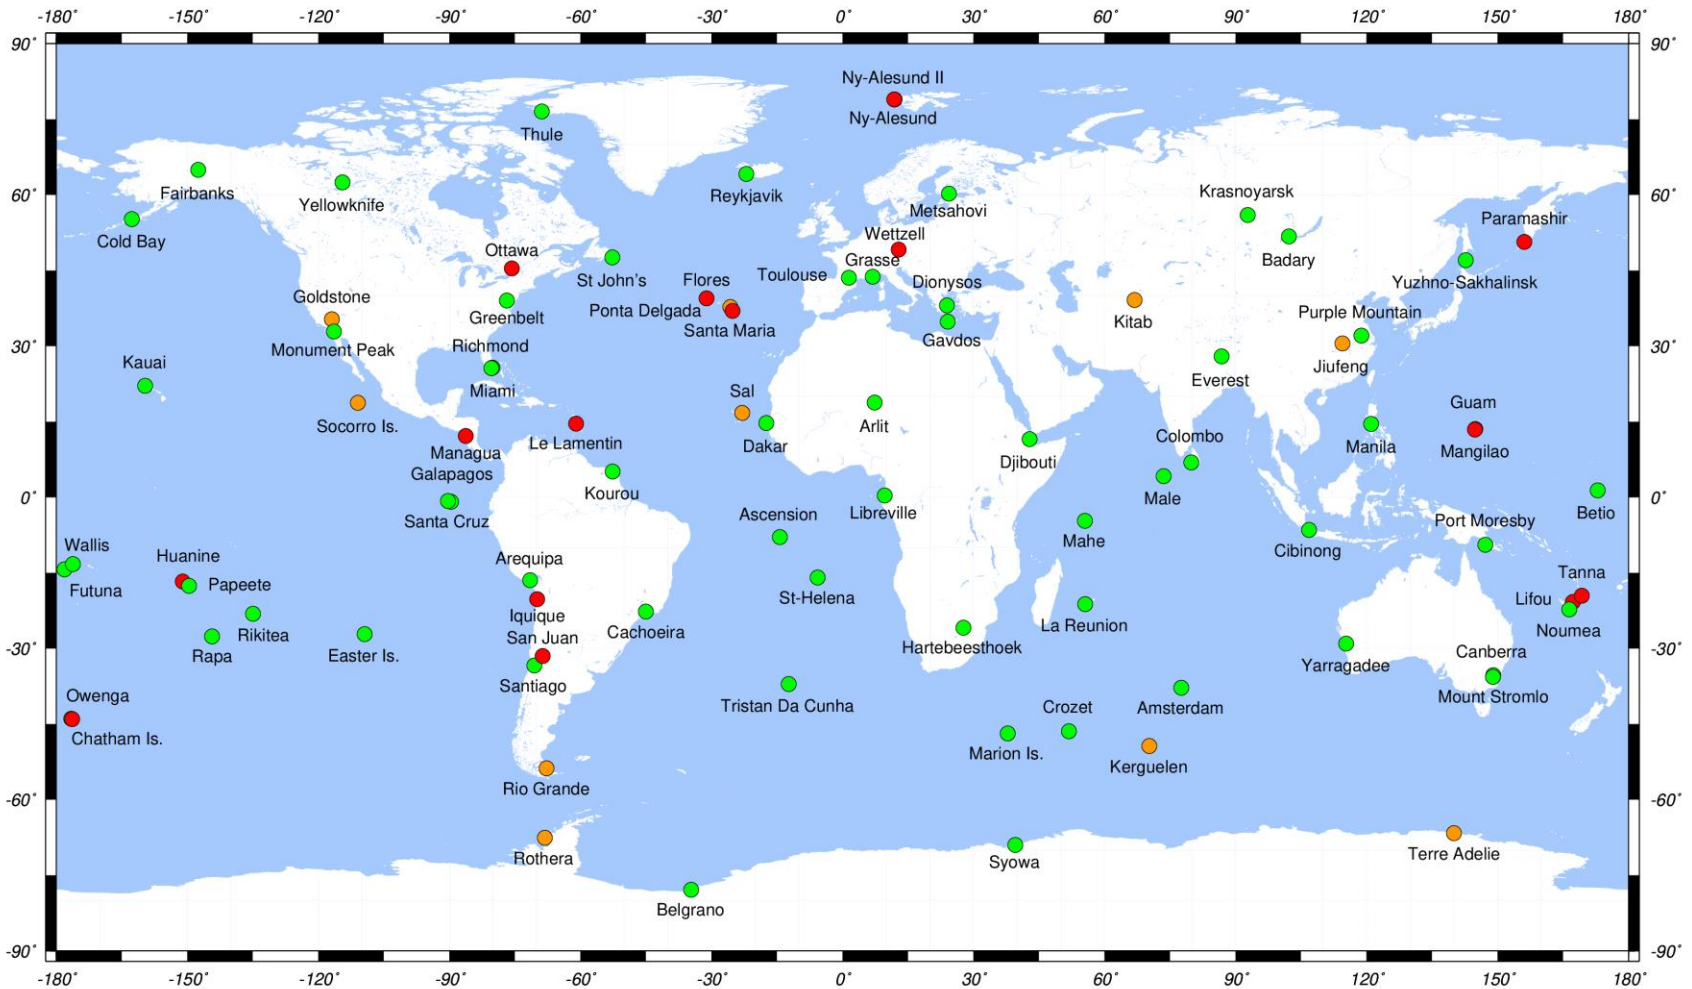 -180 -150 -120 -90 -60 -30 0 30 60 90 120 150 180
90˚ 90˚
Ny-Alesund II
Ny-Alesund
Thule
Fairbanks
Yellowknife
Reykjavik
Metsahovi
Krasnoyarsk
60˚ 60˚
Cold Bay
Paramashir
Ottawa
Wettzell
Badary
St John's
Flores
Toulouse
Grasse
Dionysos
Yuzhno-Sakhalinsk
Goldstone
Greenbelt
Ponta Delgada
Santa Maria
Gavdos
Kitab
Purple Mountain
Monument Peak
Richmond
30˚ 30˚
Kauai
Miami
Everest
Jiufeng
Sal
Guam
Socorro Is.
Arlit
Managua
Le Lamentin
Dakar
Djibouti
Colombo
Manila
Mangilao
Galapagos
Kourou
Male
0˚ 0˚
Santa Cruz
Ascension
Libreville
Mahe
Cibinong
Port Moresby
Betio
Wallis
Huanine
Arequipa
Tanna
Futuna
Papeete
St-Helena
Iquique
Lifou
Rikitea
San Juan
Cachoeira
La Reunion
Noumea
Rapa
Easter Is.
Hartebeesthoek
Yarragadee
Canberra
-30˚ -30˚
Santiago
Owenga
Tristan Da Cunha
Crozet
Amsterdam
Mount Stromlo
Chatham Is.
Marion Is.
Kerguelen
Rio Grande
-60˚ -60˚
Rothera
Syowa
Terre Adelie
Belgrano
-90˚ -90˚
-180˚ -150˚ -120˚ -90˚ -60˚ -30˚ 0˚ 30˚ 60˚ 90˚ 120˚ 150˚ 180˚